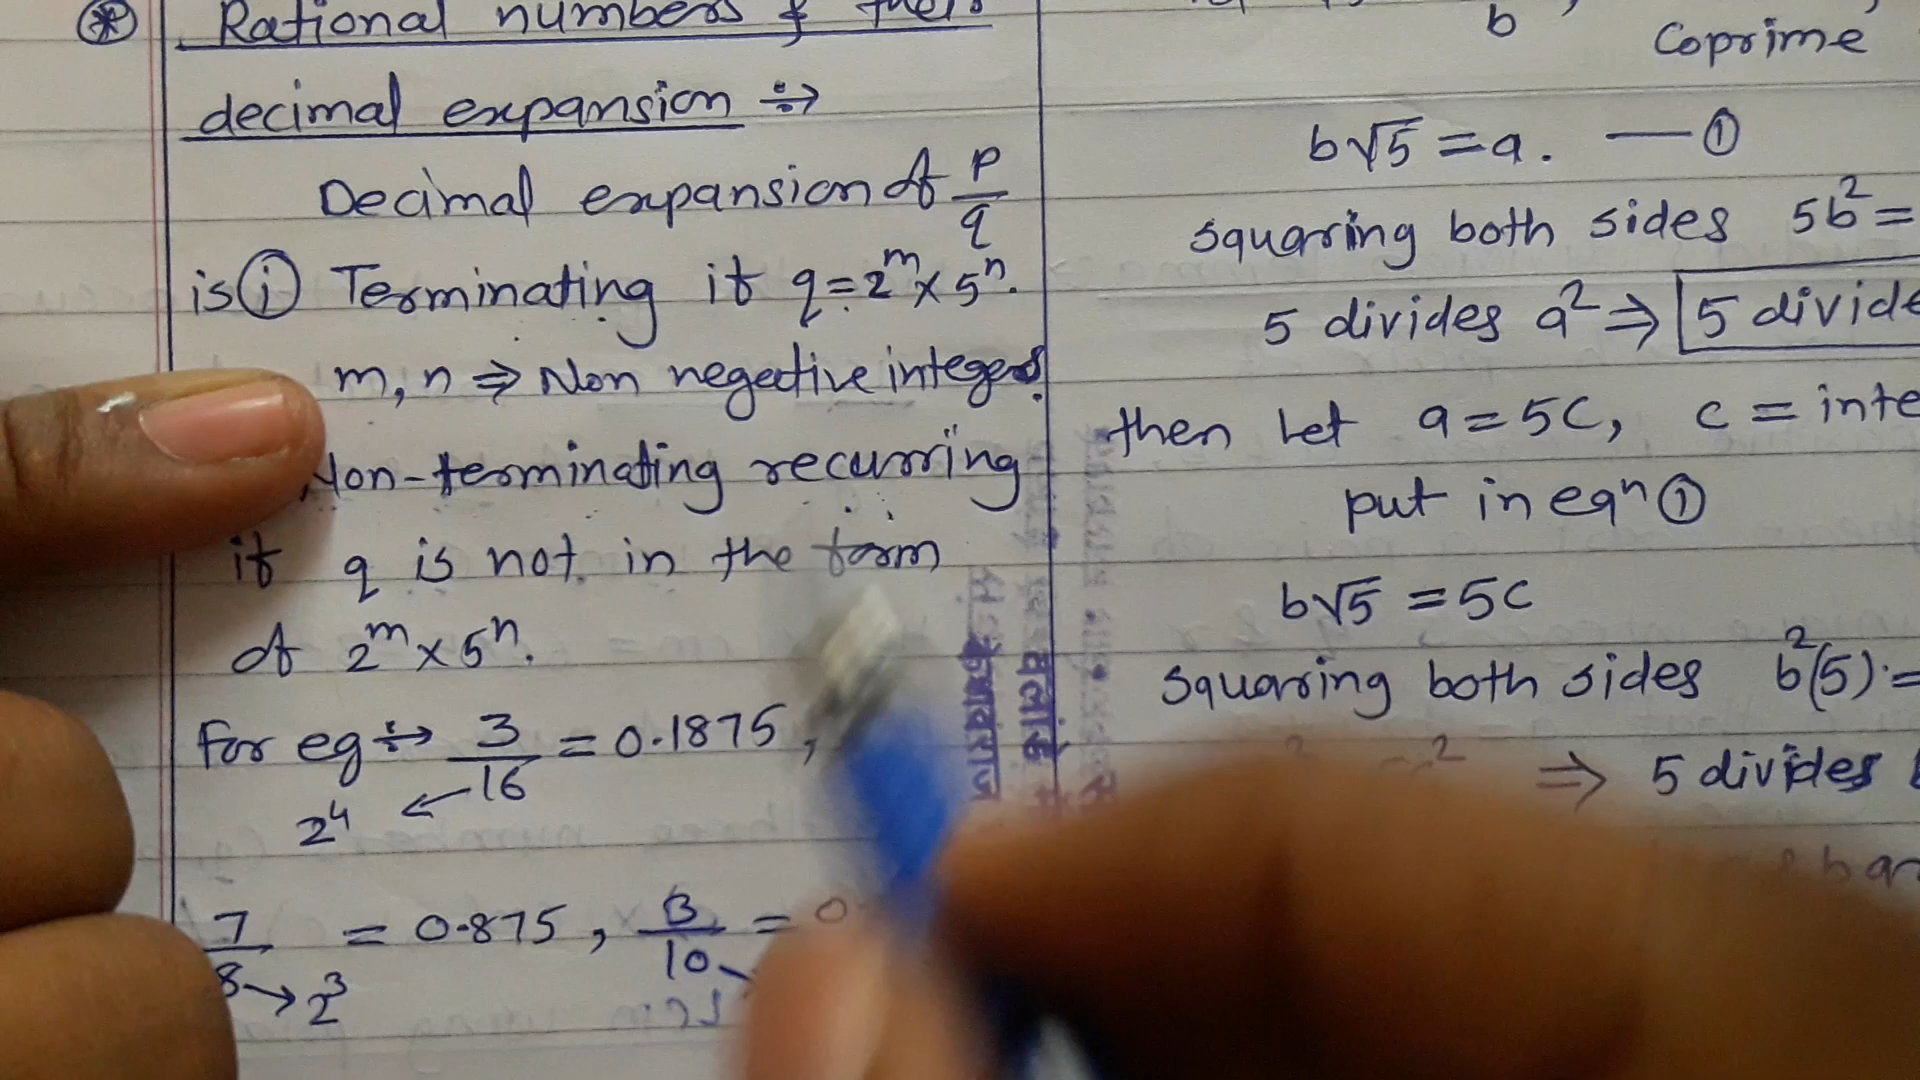 Rational numbers & their
decimal expansion ÷→
Decimal expansion of p/q
is (i) Terminating if q = 2^m × 5^n.
m, n ⇒ Non negective integers.
Non-terminating recurring
if q is not in the form
of 2^m × 5^n.
For eg ÷→ 3/16 = 0.1875,
2^4 ←
7/8 = 0.875, 3/10 = 0.
→ 2^3
b
Coprime
b√5 = a. — ①
squaring both sides 5b² =
5 divides a² ⇒ 5 divide
then Let a = 5C, C = inte
put in eqⁿ ①
b√5 = 5C
squaring both sides b²(5) =
⇒ 5 divides